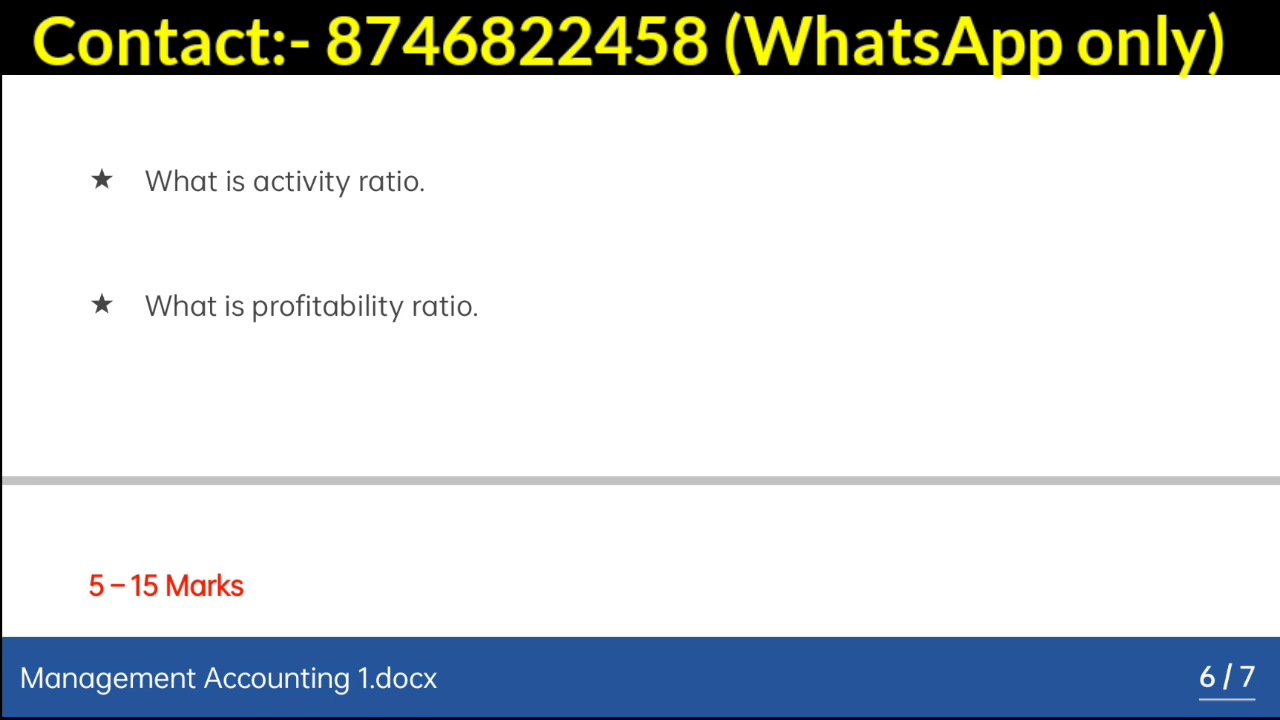 Contact:- 8746822458 (WhatsApp only)
★ What is activity ratio.
★ What is profitability ratio.
5 – 15 Marks
Management Accounting 1.docx
6 / 7